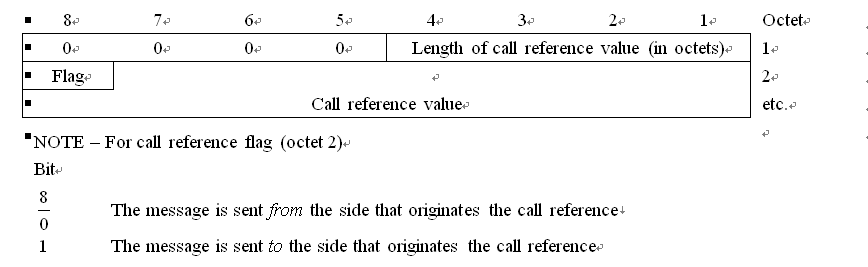 8 7 6 5 4 3 2 1 Octet
0 0 0 0 Length of call reference value (in octets) 1
Flag 2
Call reference value etc.
NOTE – For call reference flag (octet 2)
Bit
8
0 The message is sent from the side that originates the call reference
1 The message is sent to the side that originates the call reference